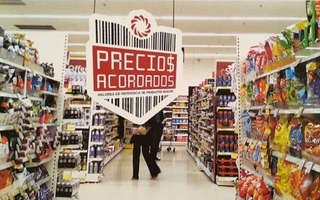 PRECIO$
ACORDADOS
VALORES DE REFERENCIA DE PRODUCTOS BASICOS